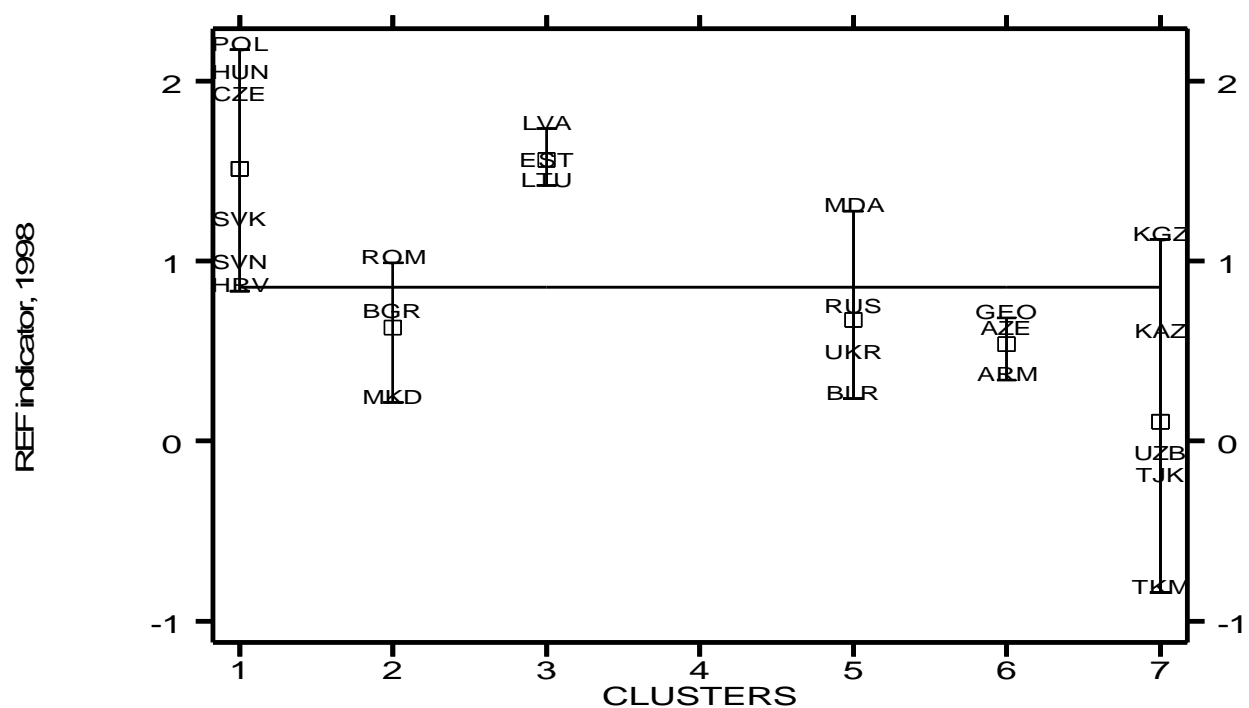 POL
HUN
2 2
CZE
LVA
EST
LTU
SVK
MDA
KGZ
ROM
SVN
1 1
HRV
BGR
RUS
GEO
AZE
KAZ
UKR
ARM
MKD
BLR
0 0
UZB
TJK
TKM
-1 -1
1 2 3 4 5 6 7
CLUSTERS
REF indicator, 1998